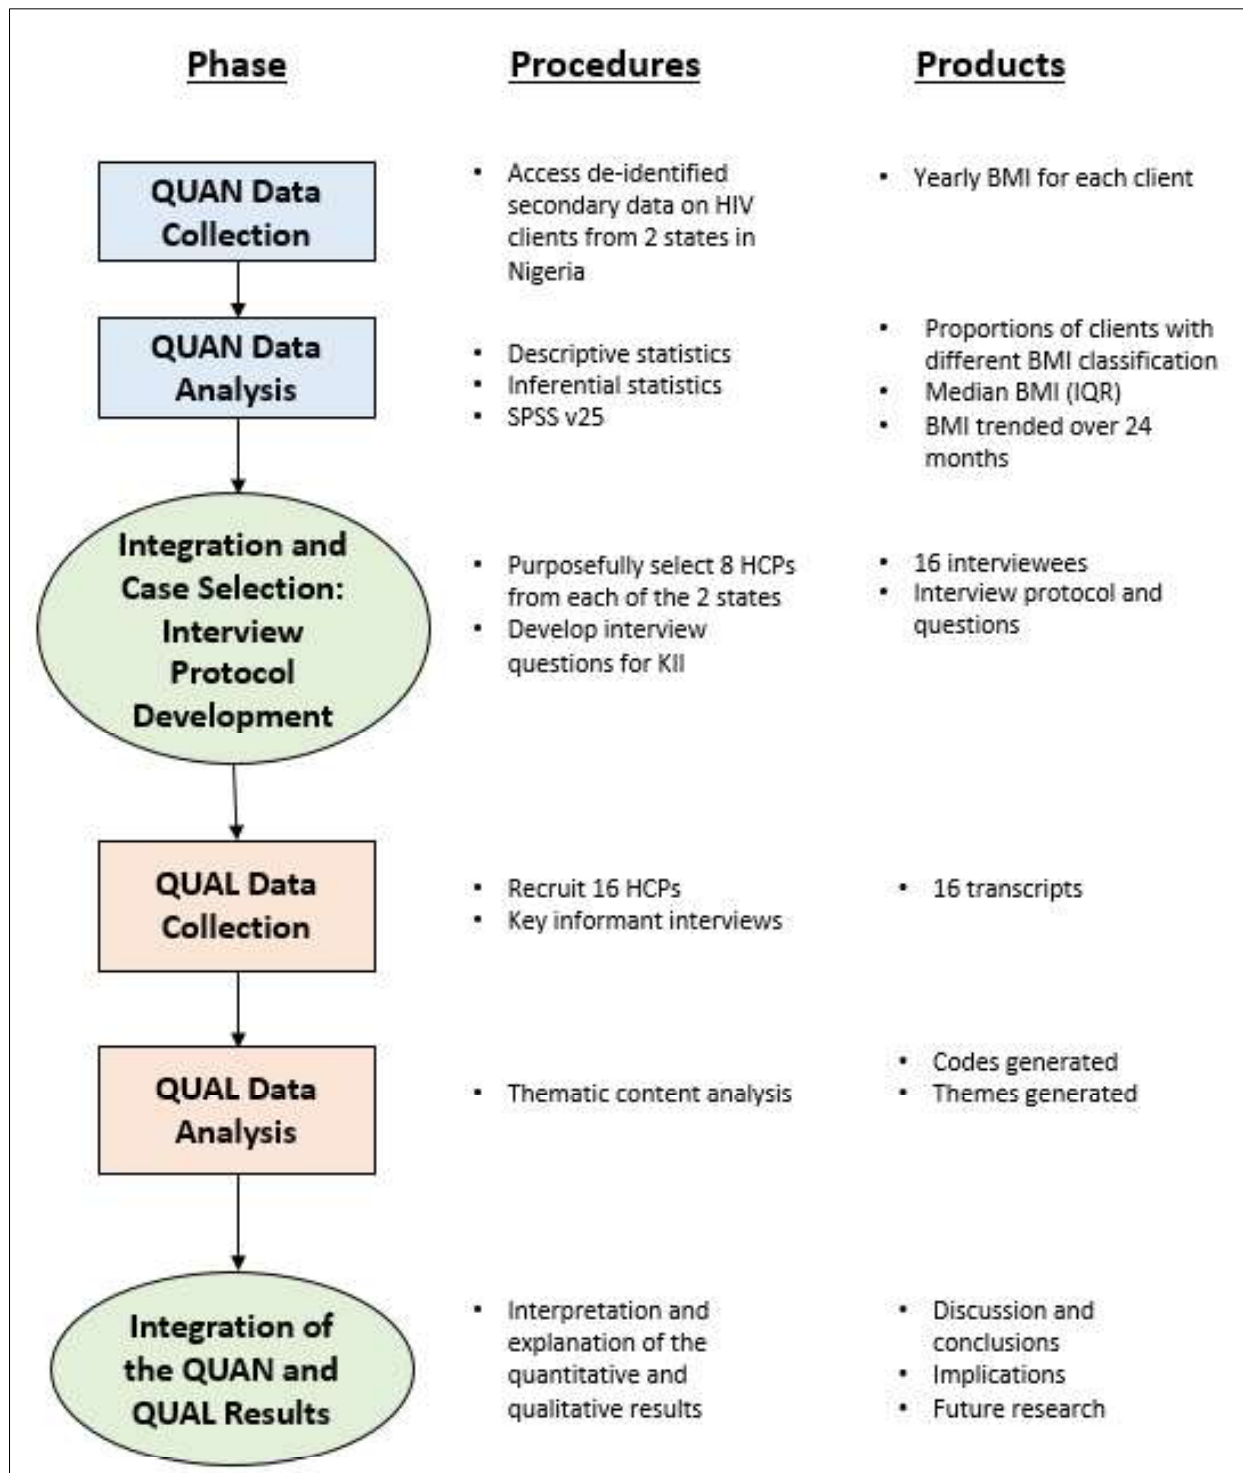 Phase
Procedures
Products
QUAN Data
Collection
• Access de-identified
secondary data on HIV
clients from 2 states in
Nigeria
• Yearly BMI for each client
QUAN Data
Analysis
• Descriptive statistics
• Inferential statistics
• SPSS v25
• Proportions of clients with
different BMI classification
• Median BMI (IQR)
• BMI trended over 24
months
Integration and
Case Selection:
Interview
Protocol
Development
• Purposefully select 8 HCPs
from each of the 2 states
• Develop interview
questions for KII
• 16 interviewees
• Interview protocol and
questions
QUAL Data
Collection
• Recruit 16 HCPs
• Key informant interviews
• 16 transcripts
QUAL Data
Analysis
• Thematic content analysis
• Codes generated
• Themes generated
Integration of
the QUAN and
QUAL Results
• Interpretation and
explanation of the
quantitative and
qualitative results
• Discussion and
conclusions
• Implications
• Future research